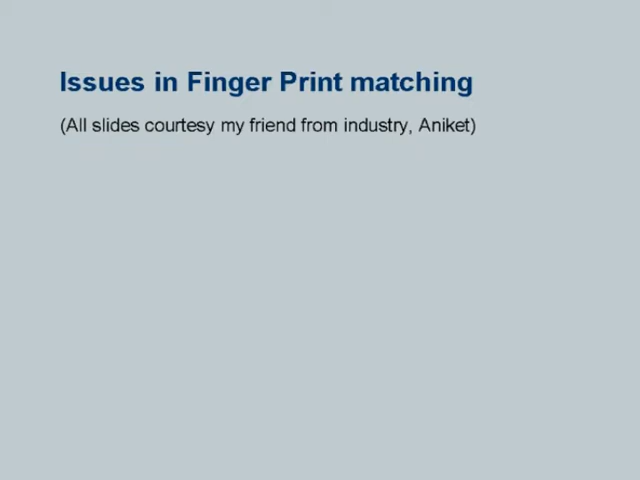 Issues in Finger Print matching
(All slides courtesy my friend from industry, Aniket)